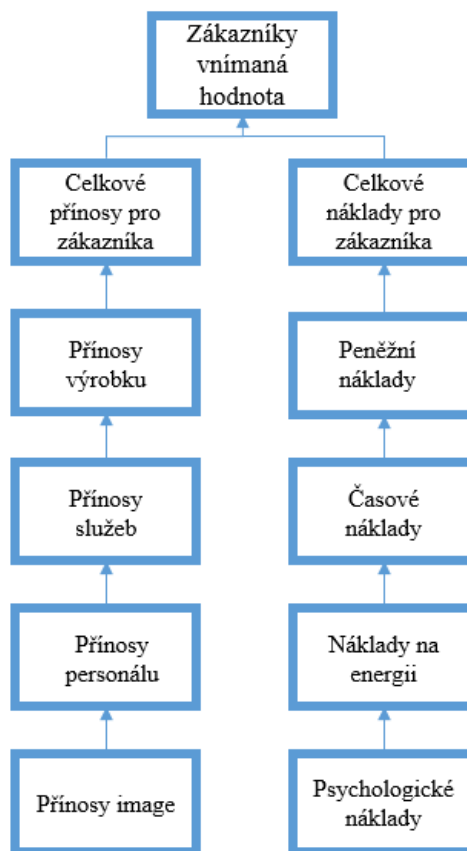 Zákazníky
vnímaná
hodnota
Celkové
přínosy pro
zákazníka
Celkové
náklady pro
zákazníka
Přínosy
výrobku
Peněžní
náklady
Přínosy
služeb
Časové
náklady
Přínosy
personálu
Náklady na
energii
Přínosy image
Psychologické
náklady